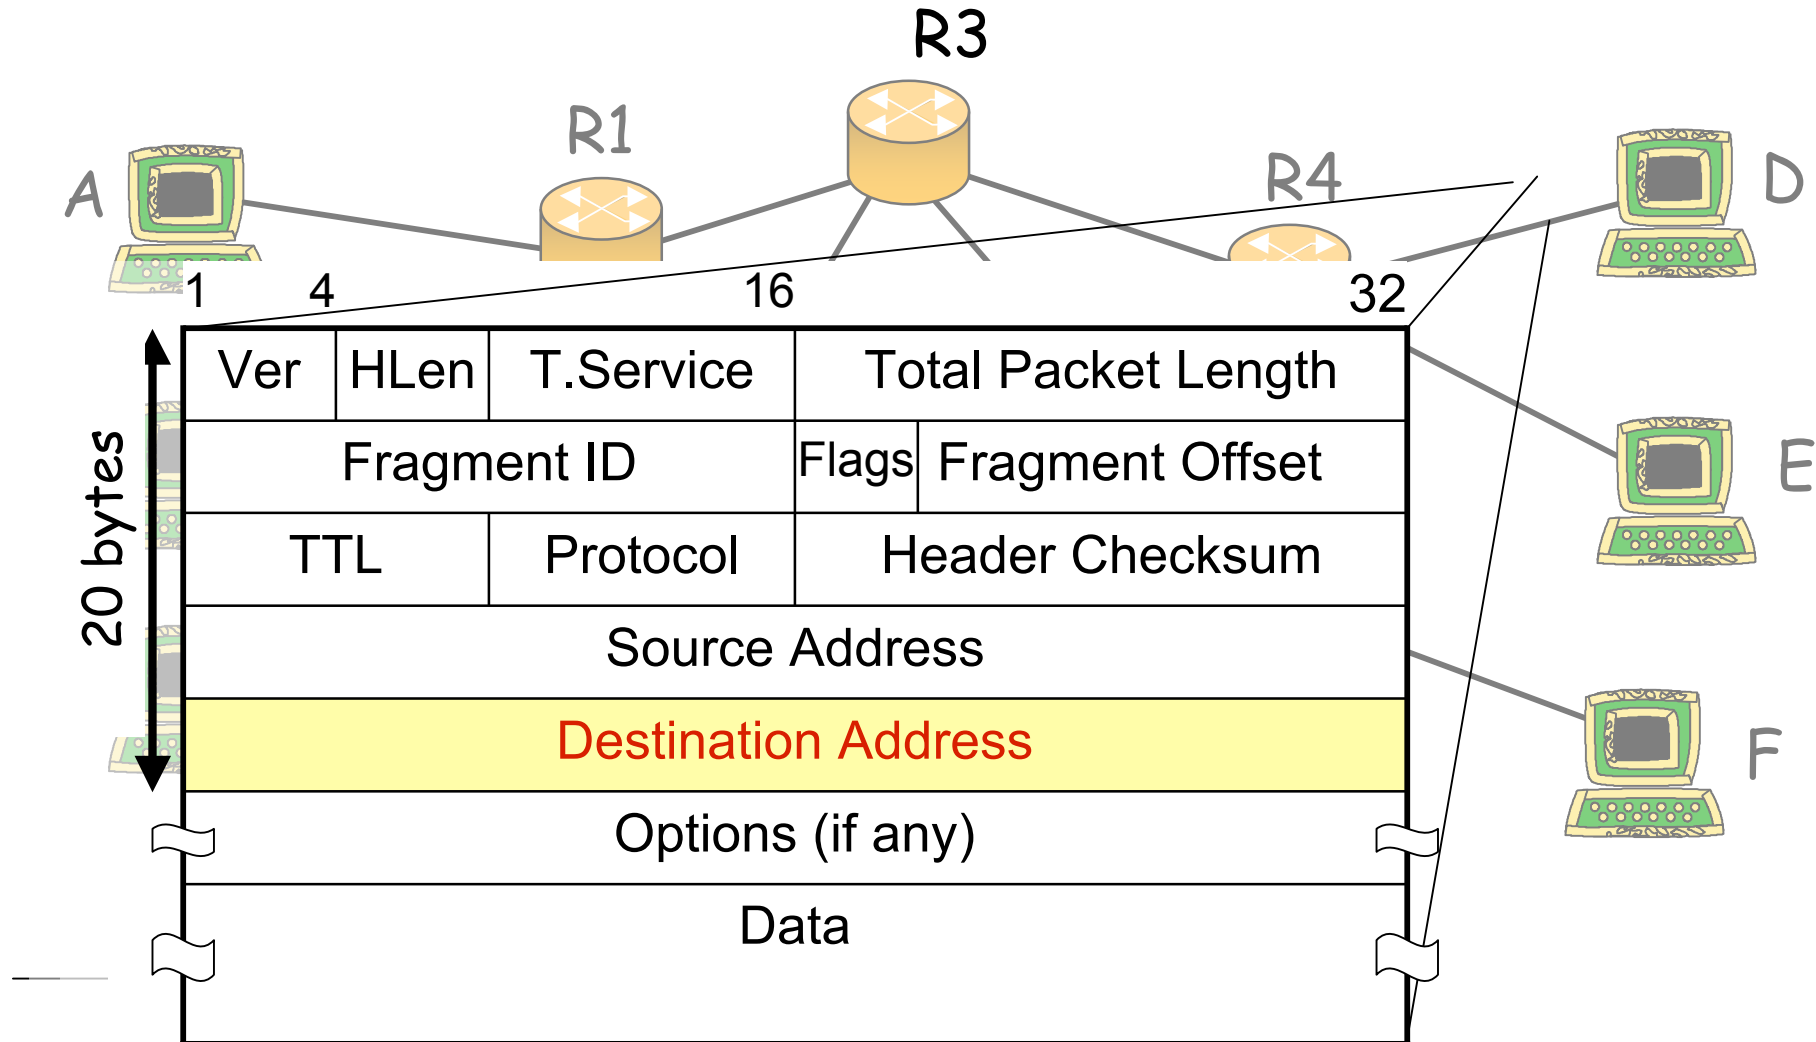 R3
R1
R4
A
D
1 4 16 32
Ver HLen T.Service Total Packet Length
Fragment ID Flags Fragment Offset
E
20 bytes
TTL Protocol Header Checksum
Source Address
Destination Address
F
Options (if any)
Data